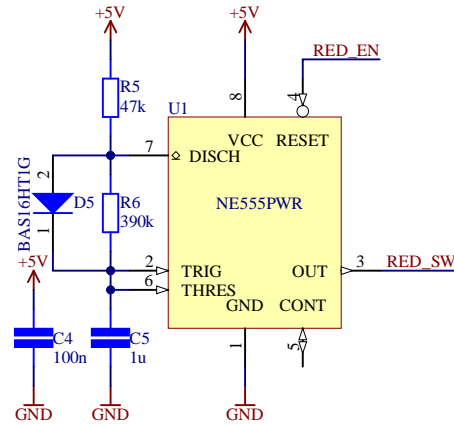 +5V
+5V
RED_EN
R5
47k
U1
8
4
VCC
RESET
7
DISCH
BAS16HT1G
2
D5
1
R6
390k
NE555PWR
+5V
2
TRIG
OUT
3
RED_SW
6
THRES
GND
CONT
C4
100n
C5
1u
1
5
GND
GND
GND